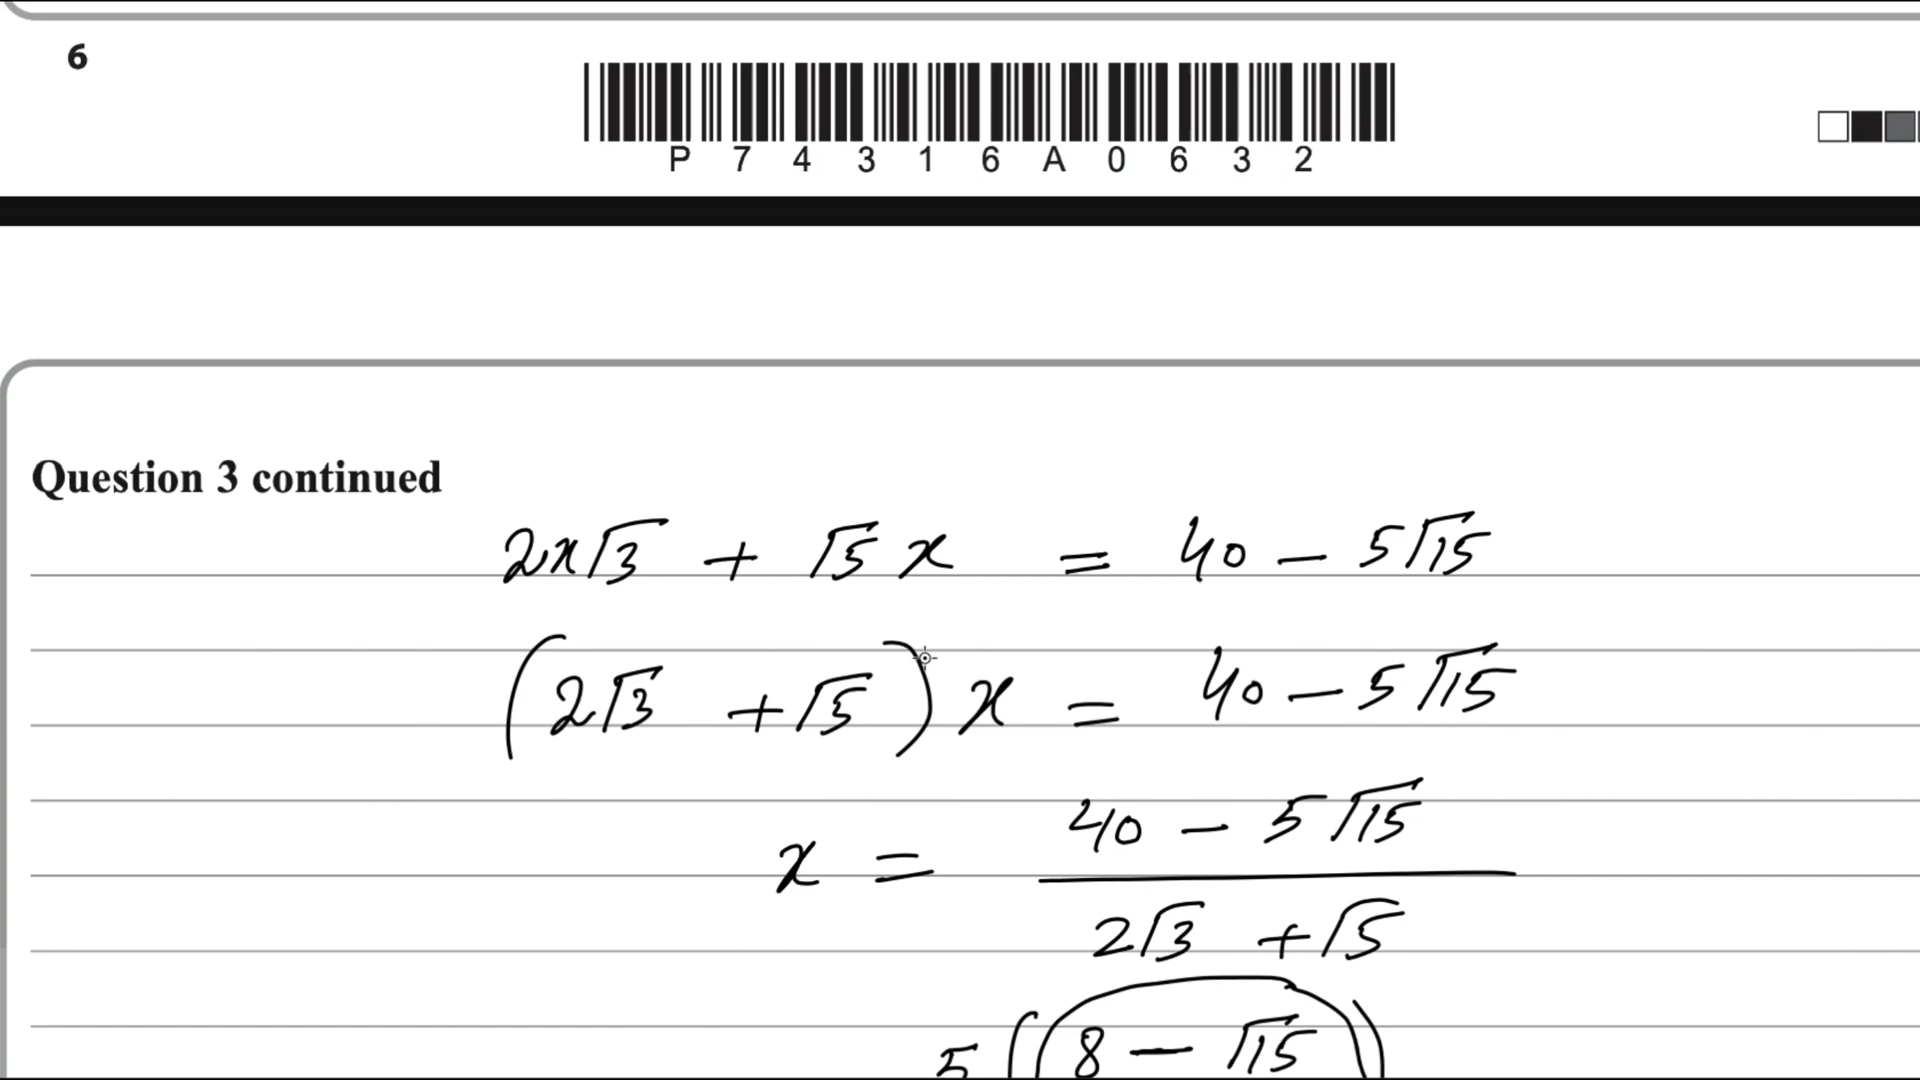 6
P 7 4 3 1 6 A 0 6 3 2
Question 3 continued
2x√3 + √5 x = 40 - 5√15
(2√3 + √5) x = 40 - 5√15
x = 40 - 5√15
2√3 + √5
5 ((8 - √15))